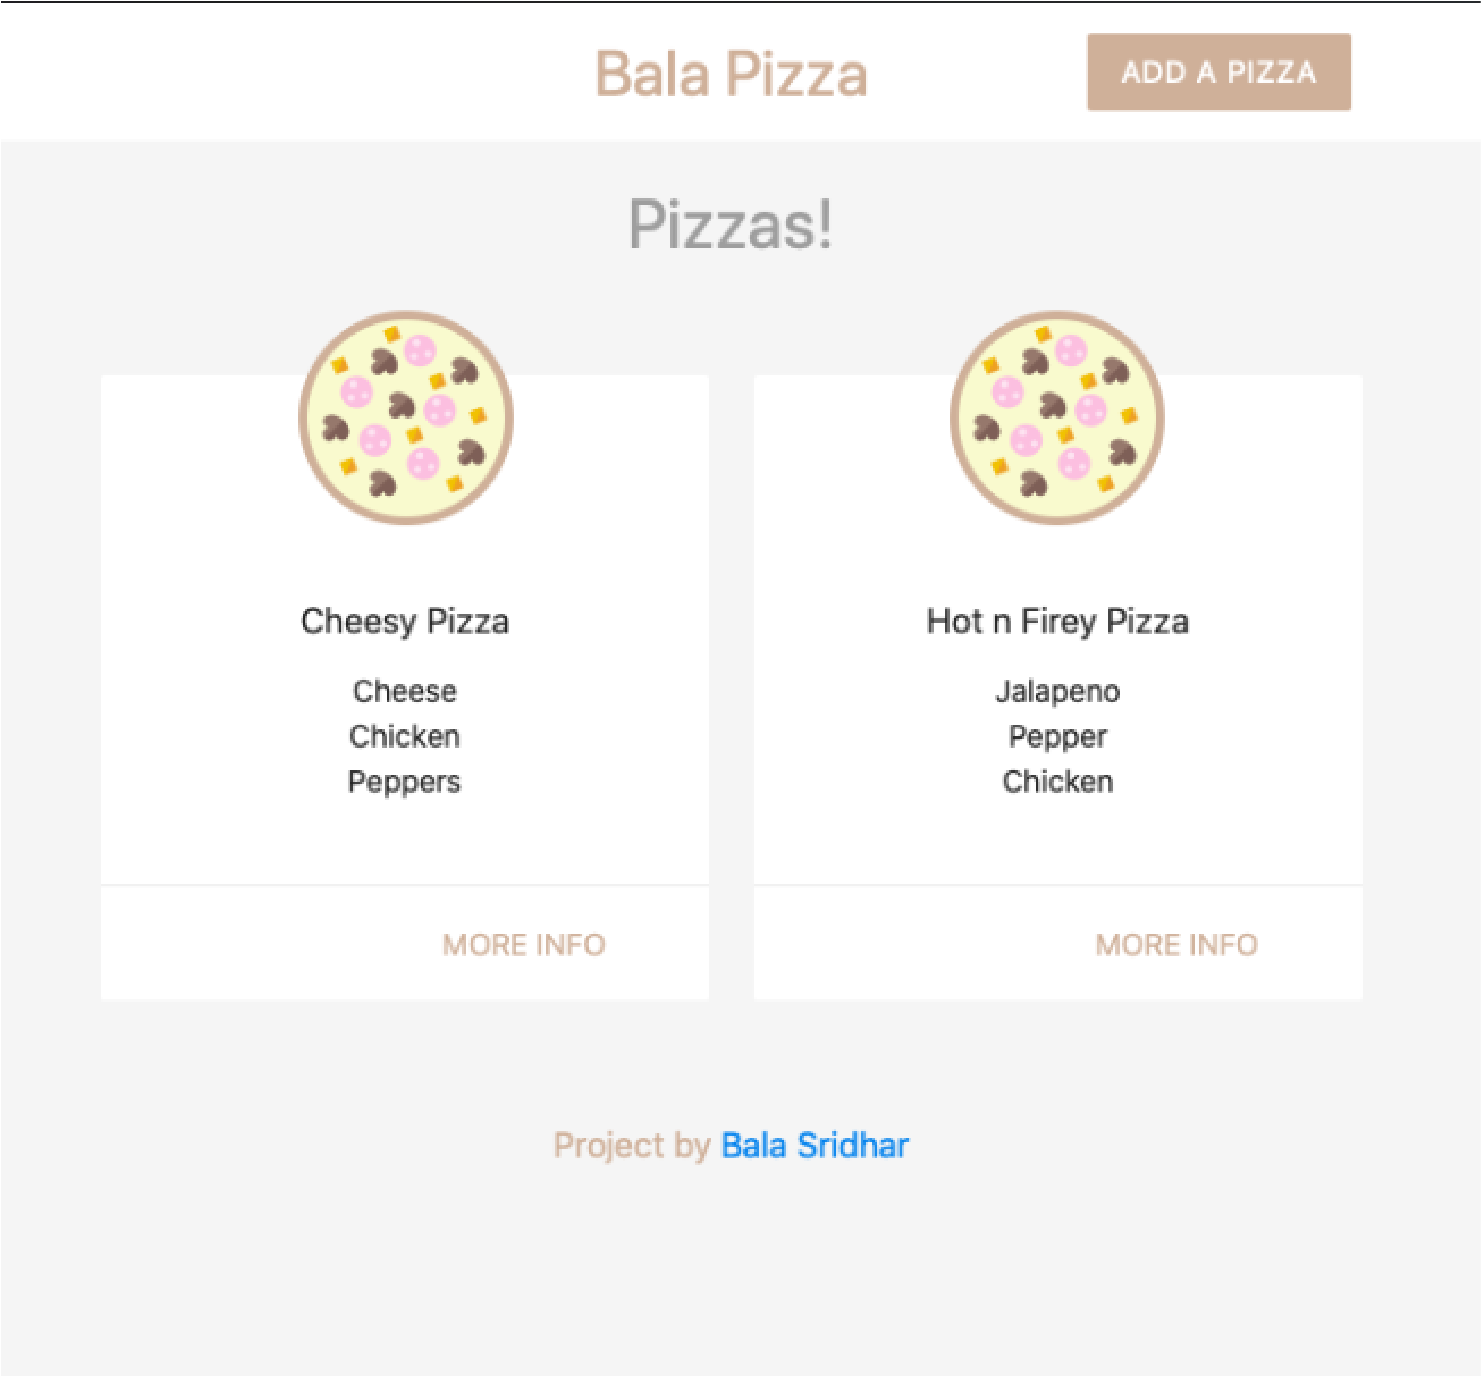 Bala Pizza
ADD A PIZZA
Pizzas!
Cheesy Pizza
Cheese
Chicken
Peppers
MORE INFO
Hot n Firey Pizza
Jalapeno
Pepper
Chicken
MORE INFO
Project by Bala Sridhar